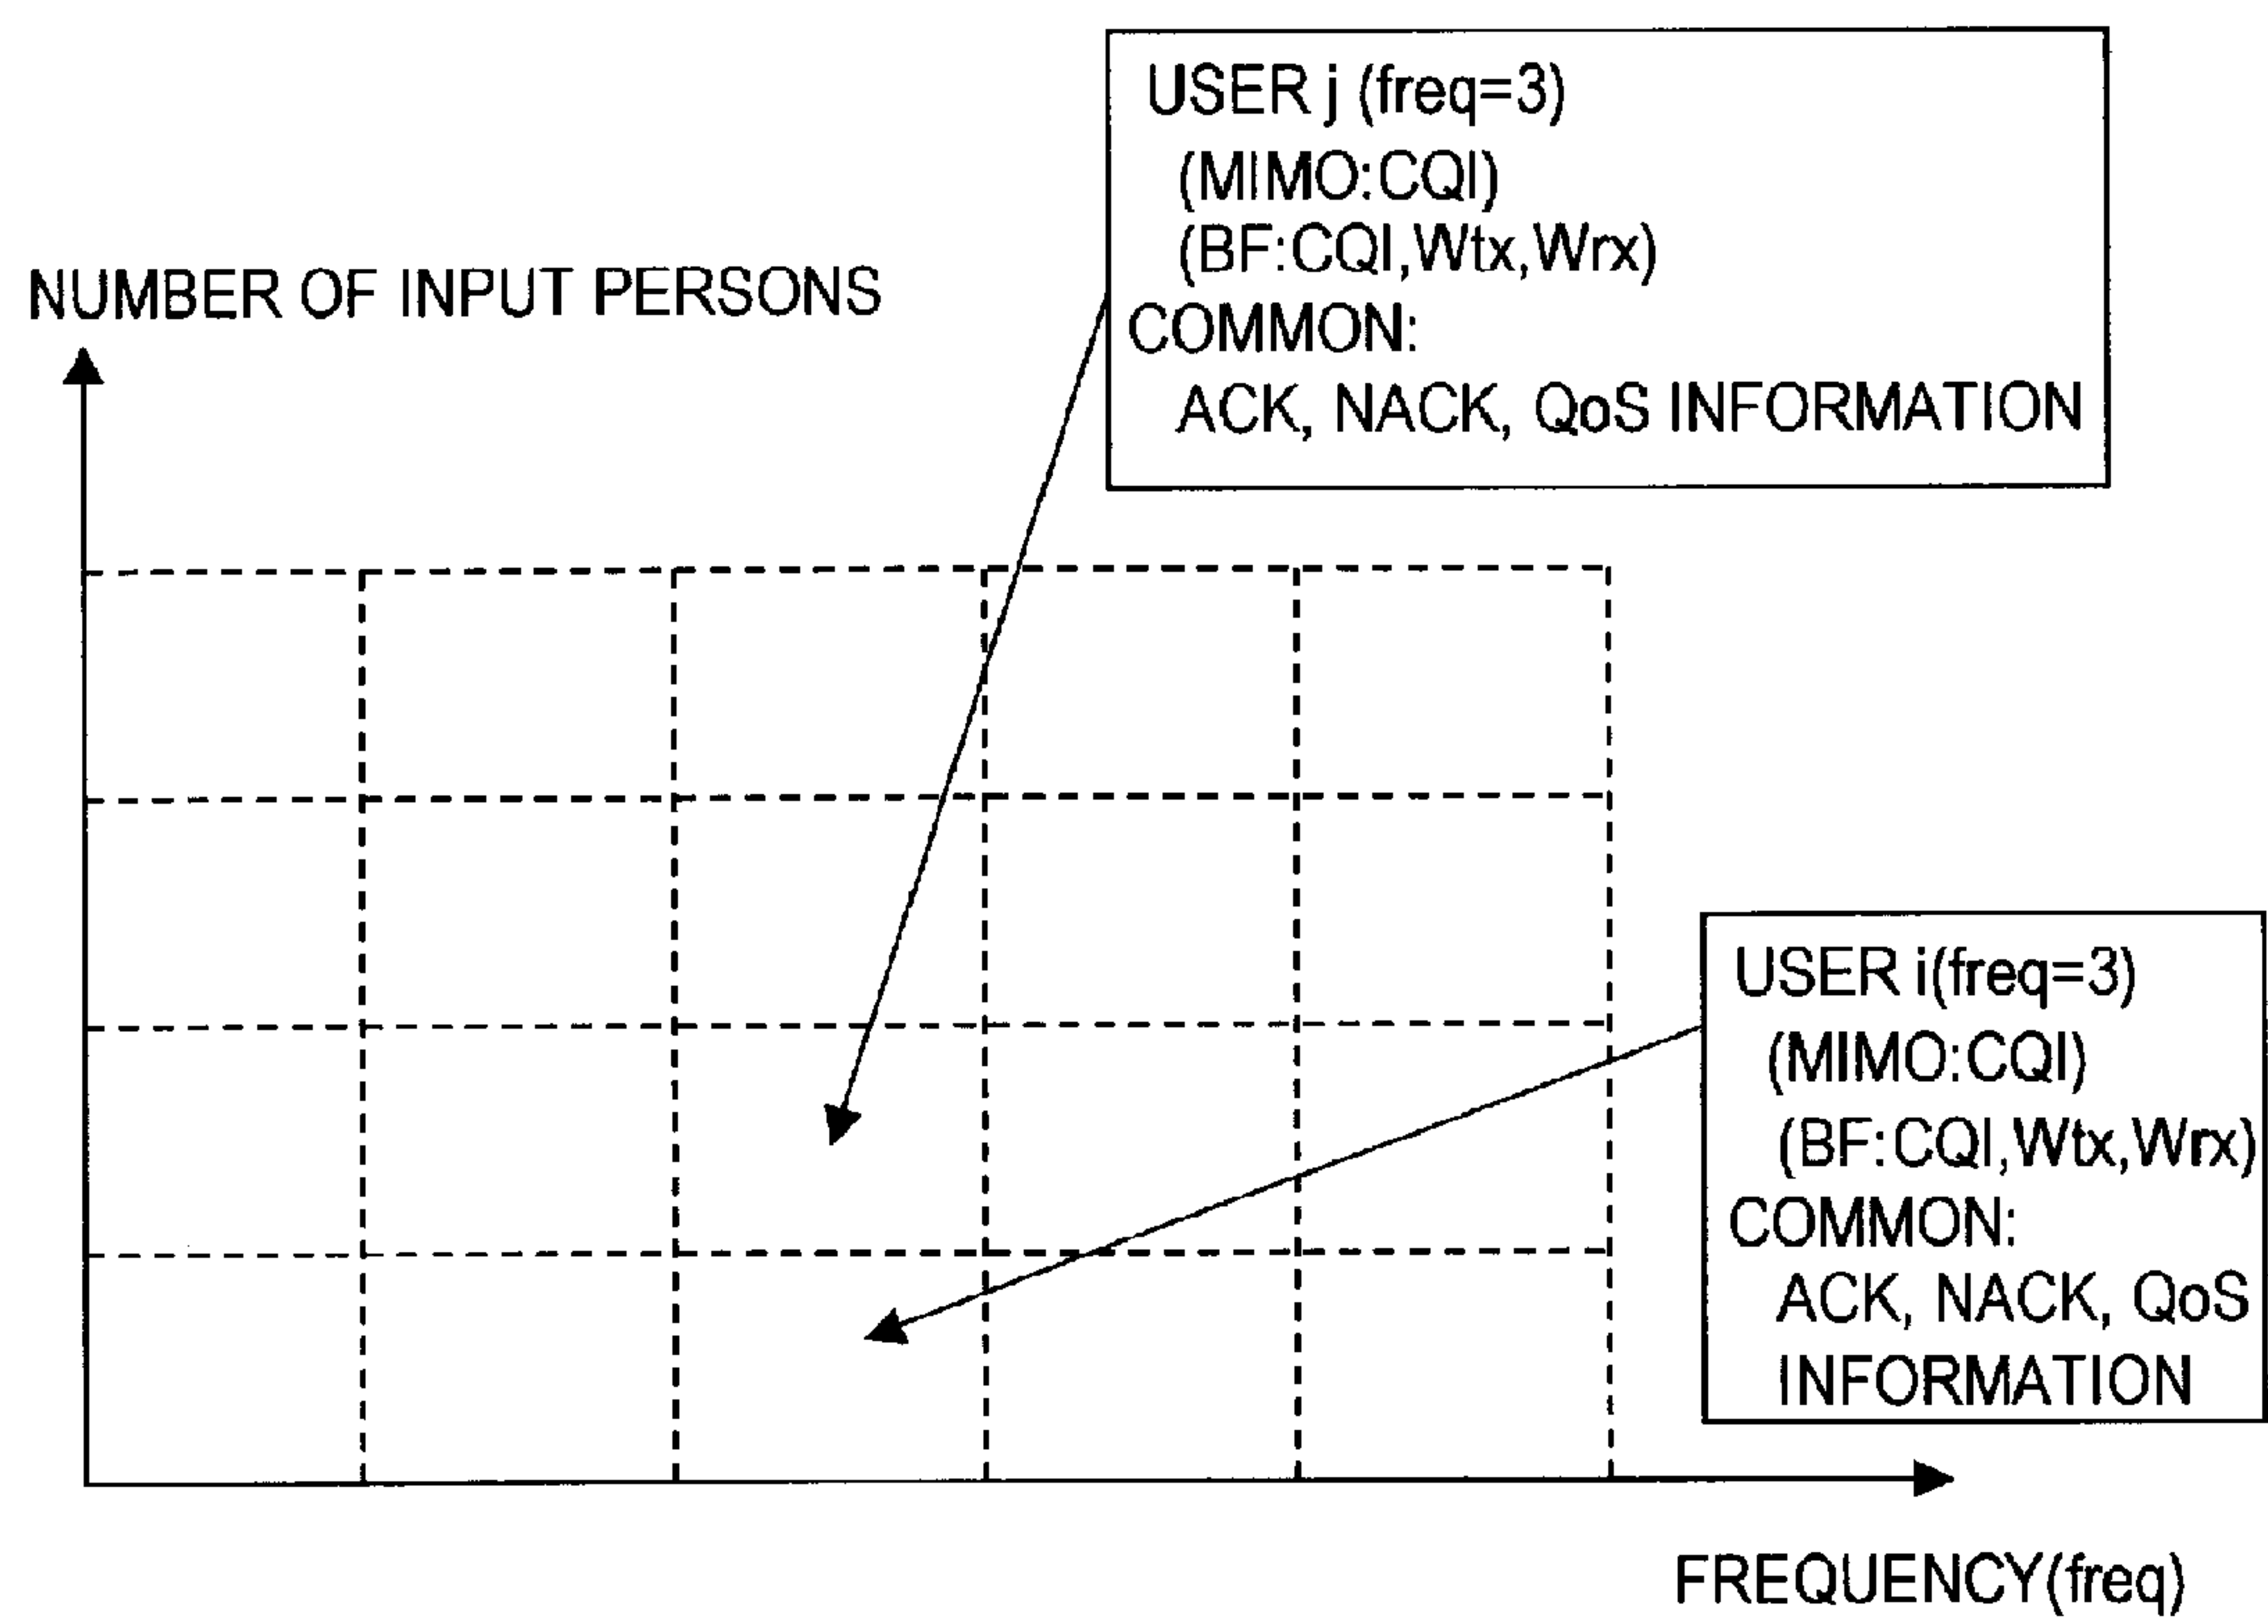 USER j (freq=3)
(MIMO:CQI)
(BF:CQI,Wtx,Wrx)
COMMON:
ACK, NACK, QoS INFORMATION
NUMBER OF INPUT PERSONS
USER i(freq=3)
(MIMO:CQI)
(BF:CQI,Wtx,Wrx)
COMMON:
ACK, NACK, QoS
INFORMATION
FREQUENCY(freq)